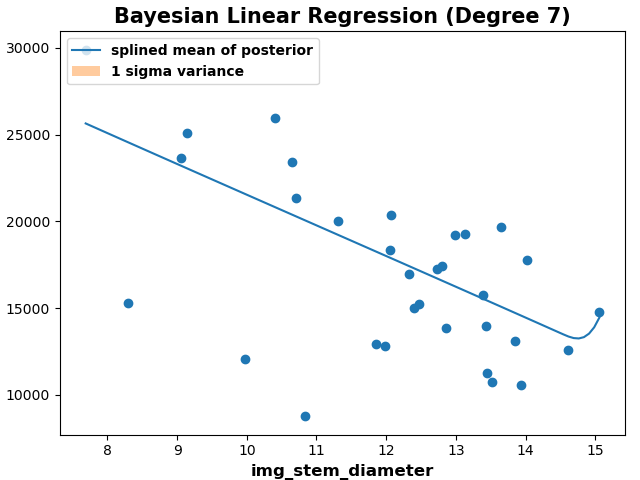 Bayesian Linear Regression (Degree 7)
splined mean of posterior
1 sigma variance
30000
25000
20000
15000
10000
8 9 10 11 12 13 14 15
img_stem_diameter